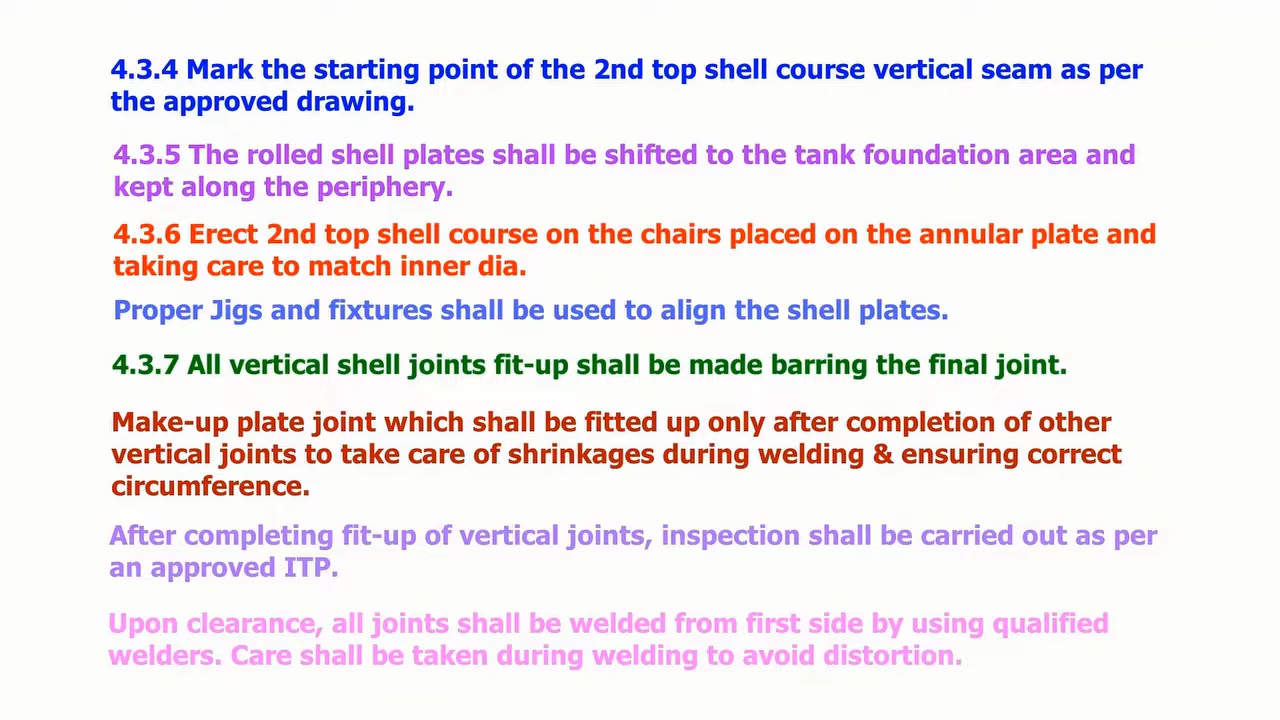 4.3.4 Mark the starting point of the 2nd top shell course vertical seam as per
the approved drawing.
4.3.5 The rolled shell plates shall be shifted to the tank foundation area and
kept along the periphery.
4.3.6 Erect 2nd top shell course on the chairs placed on the annular plate and
taking care to match inner dia.
Proper Jigs and fixtures shall be used to align the shell plates.
4.3.7 All vertical shell joints fit-up shall be made barring the final joint.
Make-up plate joint which shall be fitted up only after completion of other
vertical joints to take care of shrinkages during welding & ensuring correct
circumference.
After completing fit-up of vertical joints, inspection shall be carried out as per
an approved ITP.
Upon clearance, all joints shall be welded from first side by using qualified
welders. Care shall be taken during welding to avoid distortion.